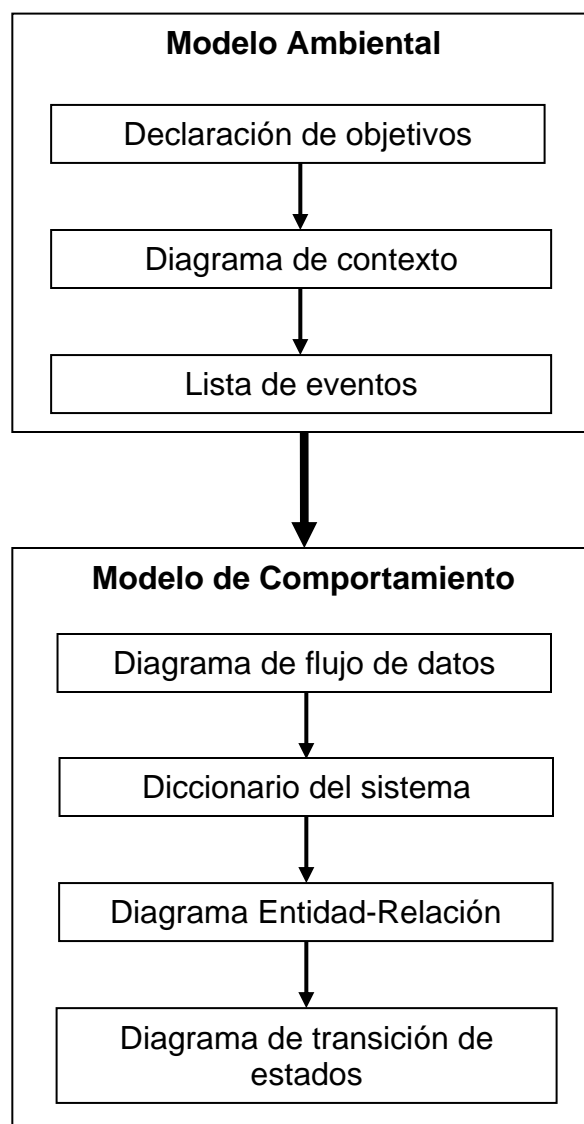 Modelo Ambiental
Declaración de objetivos
Diagrama de contexto
Lista de eventos
Modelo de Comportamiento
Diagrama de flujo de datos
Diccionario del sistema
Diagrama Entidad-Relación
Diagrama de transición de
estados